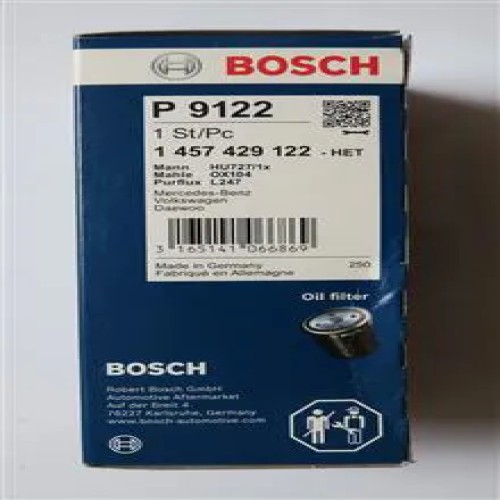 BOSCH
P 9122
1 St/Pc
1 457 429 122 - HET
Mann HU727/1x
Mahle OX104
Purflux L247
Mercedes-Benz
Volkswagen
Daewoo
3 165141 066869
Made in Germany 250
Fabriqué en Allemagne
Oil filter
BOSCH
Robert Bosch GmbH
Automotive Aftermarket
Auf der Breit 4
76227 Karlsruhe, Germany
www.bosch-automotive.com